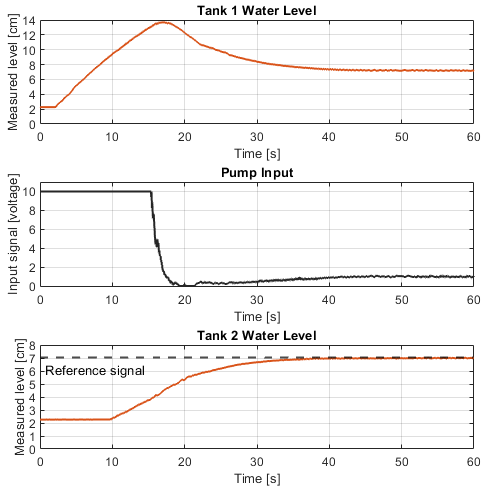 Tank 1 Water Level
Measured level [cm]
14
12
10
8
6
4
2
0
0 10 20 30 40 50 60
Time [s]
Pump Input
Input signal [voltage]
10
8
6
4
2
0
0 10 20 30 40 50 60
Time [s]
Tank 2 Water Level
Measured level [cm]
8
7
6
5
4
3
2
1
0
Reference signal
0 10 20 30 40 50 60
Time [s]